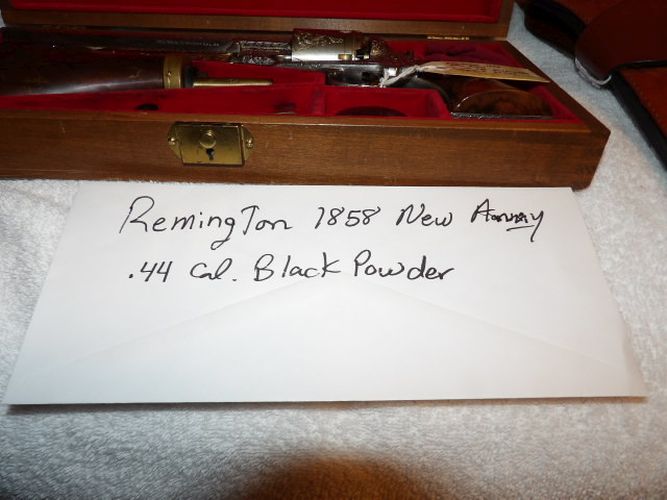 Remington 1858 New Army
.44 Cal. Black Powder